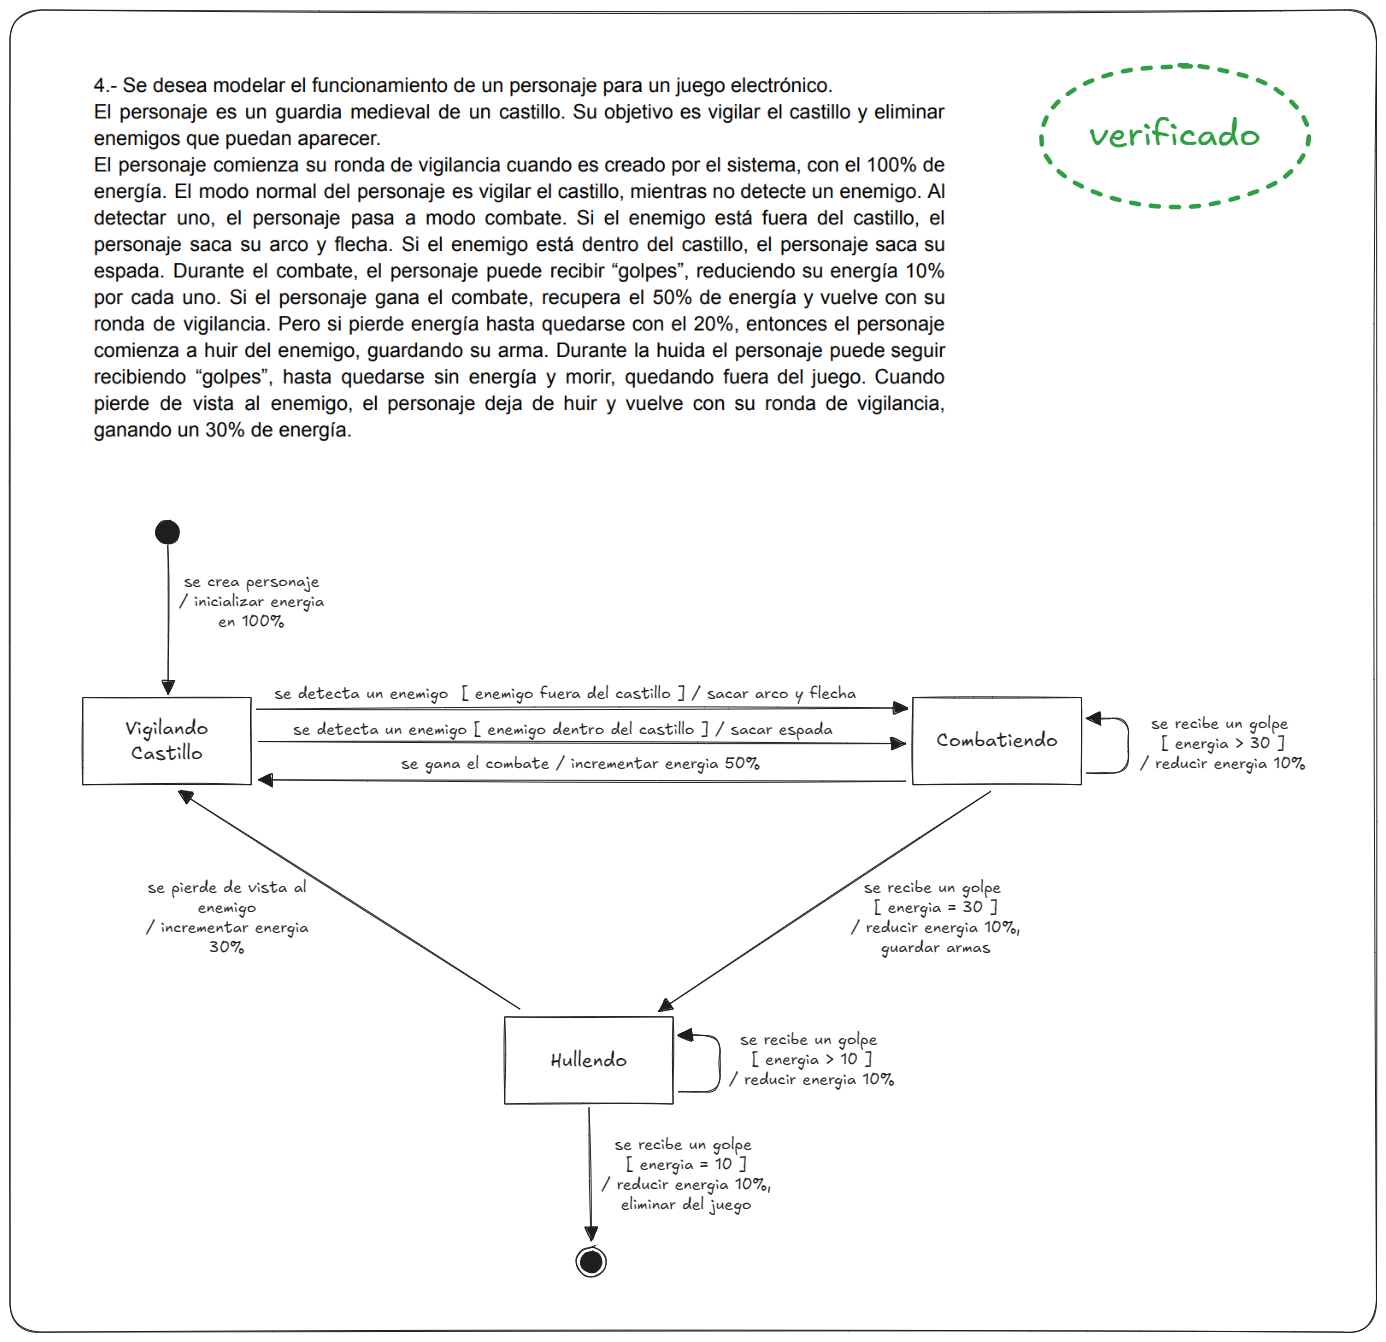 4.- Se desea modelar el funcionamiento de un personaje para un juego electrónico.
El personaje es un guardia medieval de un castillo. Su objetivo es vigilar el castillo y eliminar
enemigos que puedan aparecer.
El personaje comienza su ronda de vigilancia cuando es creado por el sistema, con el 100% de
energía. El modo normal del personaje es vigilar el castillo, mientras no detecte un enemigo. Al
detectar uno, el personaje pasa a modo combate. Si el enemigo está fuera del castillo, el
personaje saca su arco y flecha. Si el enemigo está dentro del castillo, el personaje saca su
espada. Durante el combate, el personaje puede recibir “golpes”, reduciendo su energía 10%
por cada uno. Si el personaje gana el combate, recupera el 50% de energía y vuelve con su
ronda de vigilancia. Pero si pierde energía hasta quedarse con el 20%, entonces el personaje
comienza a huir del enemigo, guardando su arma. Durante la huida el personaje puede seguir
recibiendo “golpes”, hasta quedarse sin energía y morir, quedando fuera del juego. Cuando
pierde de vista al enemigo, el personaje deja de huir y vuelve con su ronda de vigilancia,
ganando un 30% de energía.
verificado
se crea personaje
/ inicializar energia
en 100%
Vigilando
Castillo
se detecta un enemigo [ enemigo fuera del castillo ] / sacar arco y flecha
se detecta un enemigo [ enemigo dentro del castillo ] / sacar espada
se gana el combate / incrementar energia 50%
Combatiendo
se recibe un golpe
[ energia > 30 ]
/ reducir energia 10%
se pierde de vista al
enemigo
/ incrementar energia
30%
se recibe un golpe
[ energia = 30 ]
/ reducir energia 10%,
guardar armas
Hullendo
se recibe un golpe
[ energia > 10 ]
/ reducir energia 10%
se recibe un golpe
[ energia = 10 ]
/ reducir energia 10%,
eliminar del juego